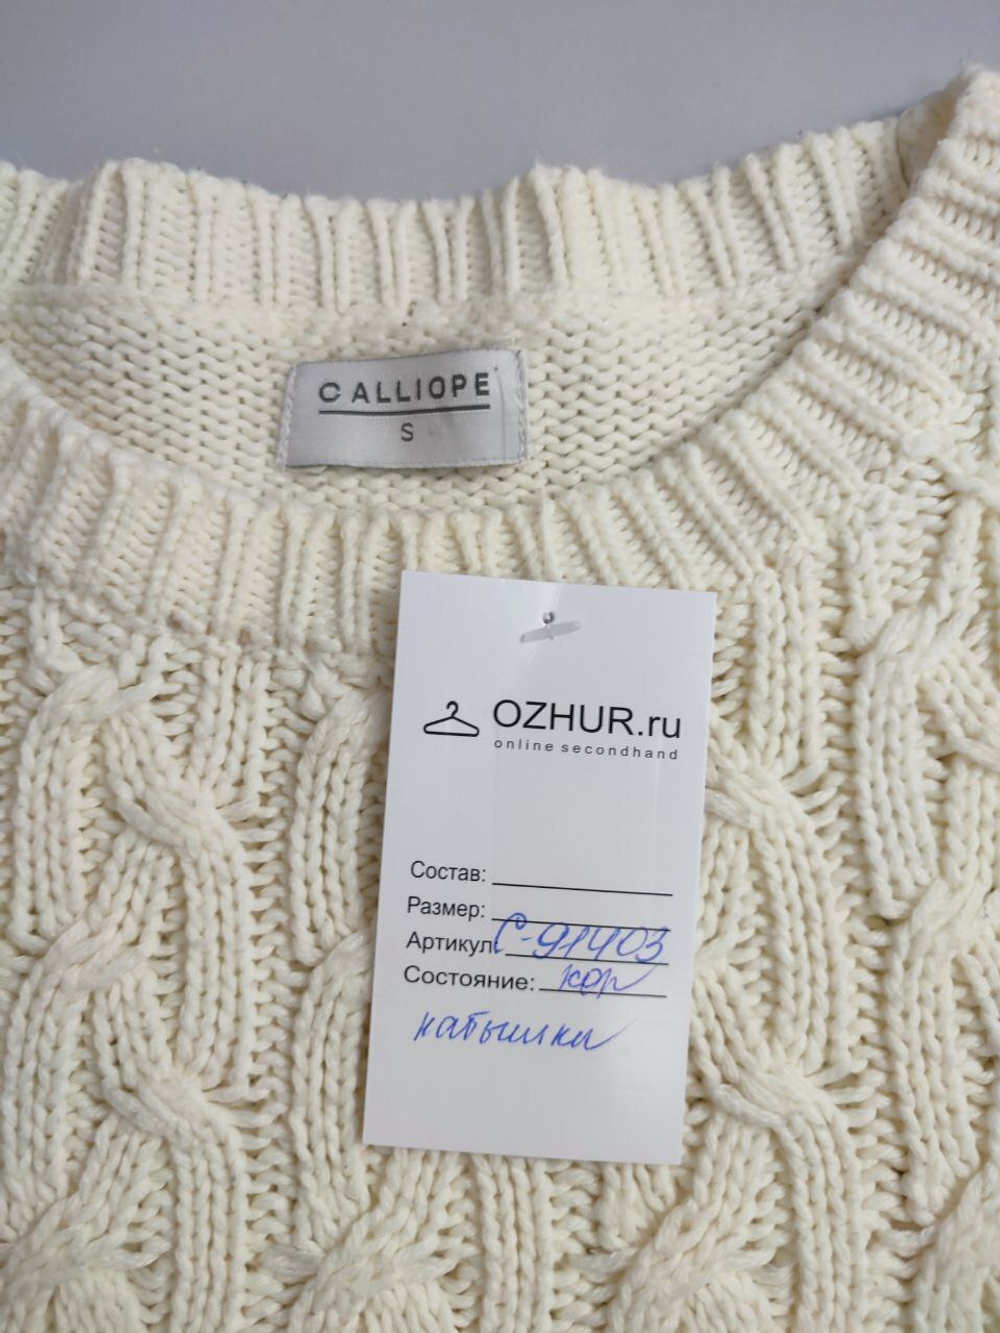 CALLIOPE
S
OZHUR.ru
online secondhand
Состав:
Размер:
Артикул: С-91403
Состояние: хор
катышки